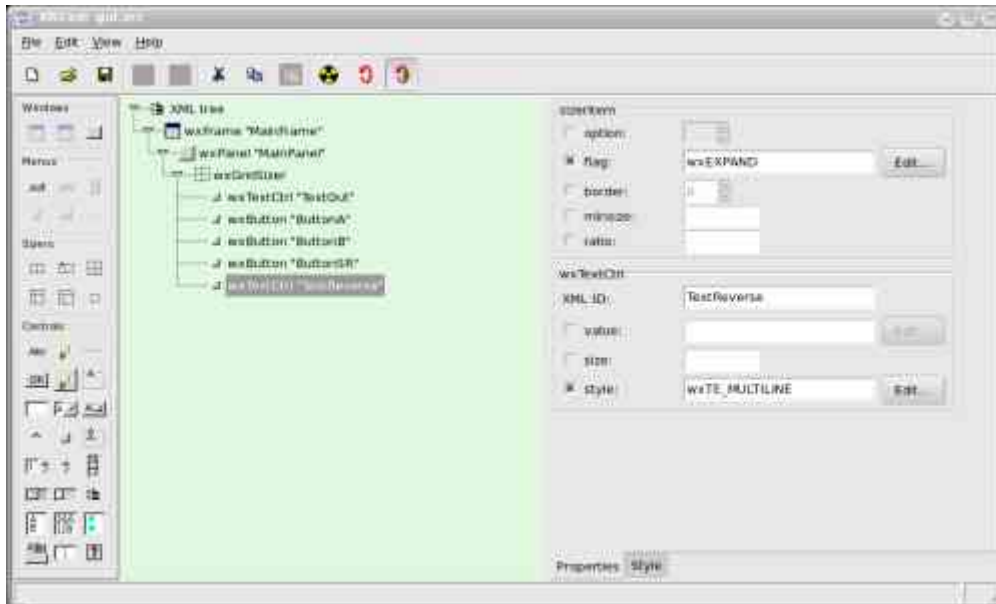 File Edit View Help
Windows
Menus
Sizers
Controls
XML tree
wxFrame "MainFrame"
wxPanel "MainPanel"
wxGridSizer
wxTextCtrl "TextOut"
wxButton "ButtonA"
wxButton "ButtonB"
wxButton "ButtonSR"
wxTextCtrl "TextReverse"
sizeritem
option:
flag: wxEXPAND Edit...
border:
minsize:
ratio:
wxTextCtrl
XML ID: TextReverse
value: Edit...
size:
style: wxTE_MULTILINE Edit...
Properties Style